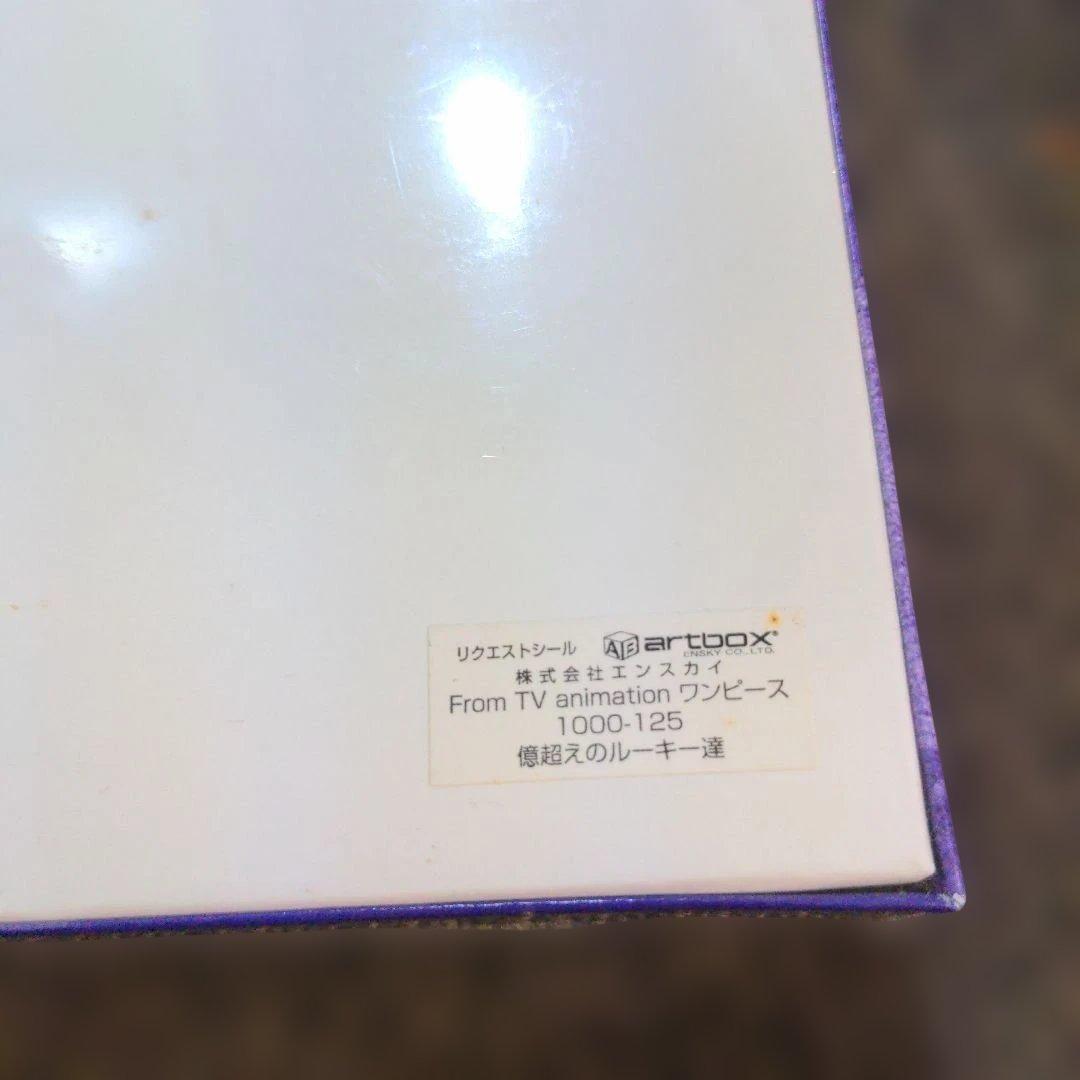 リクエストシール ATB artbox®
ENSKY CO., LTD.
株式会社エンスカイ
From TV animation ワンピース
1000-125
億超えのルーキー達